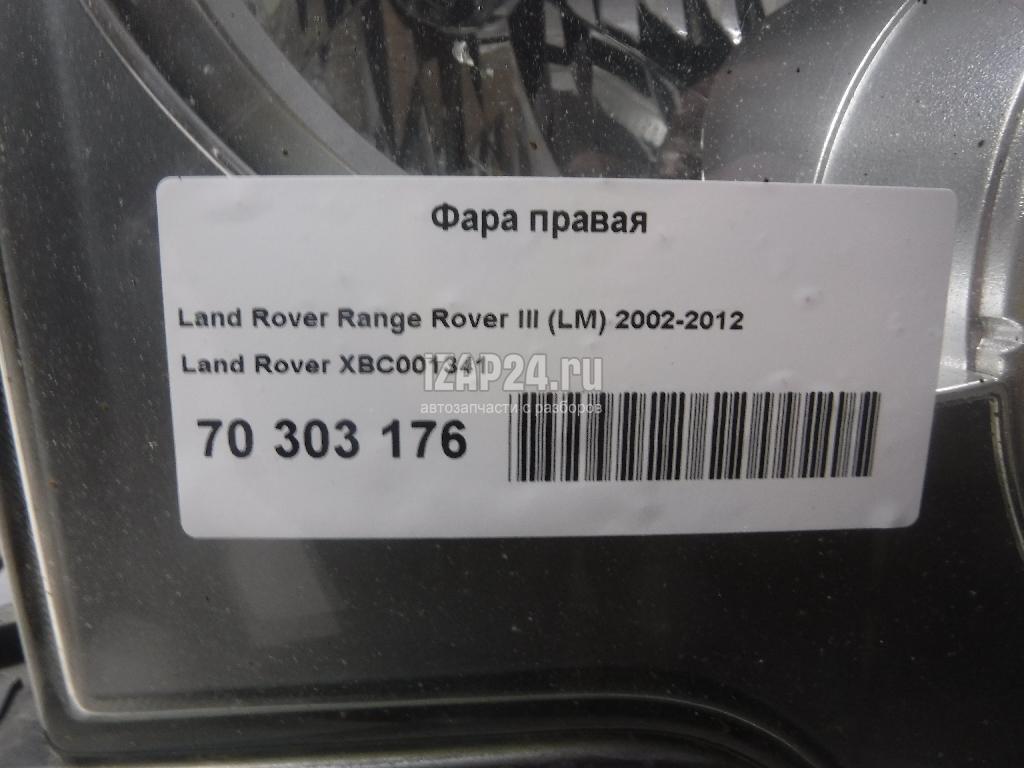 Фара правая
Land Rover Range Rover III (LM) 2002-2012
Land Rover XBC001341
iZAP24.ru
автозапчасти с разборов
70 303 176